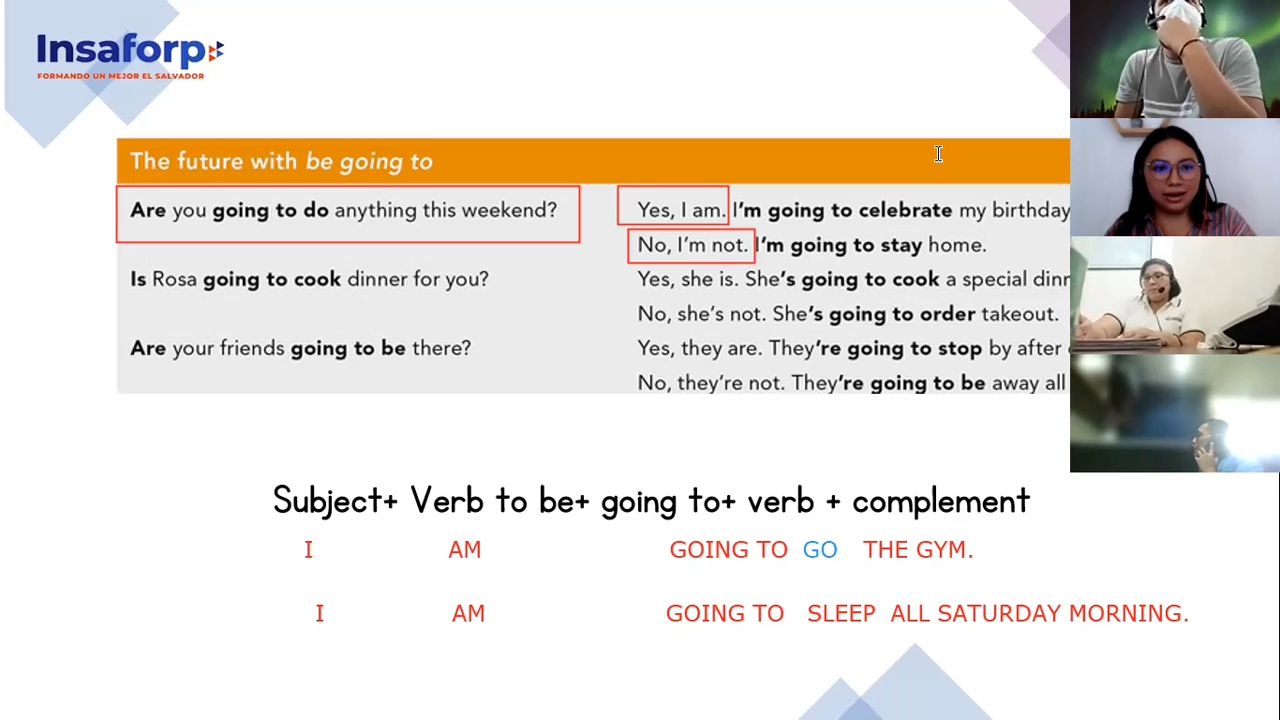 Insaforp
FORMANDO UN MEJOR EL SALVADOR
The future with be going to
Are you going to do anything this weekend?
Yes, I am. I'm going to celebrate my birthday
No, I'm not. I'm going to stay home.
Is Rosa going to cook dinner for you?
Yes, she is. She's going to cook a special
No, she's not. She's going to order takeout.
Are your friends going to be there?
Yes, they are. They're going to stop by after
No, they're not. They're going to be away all
Subject+ Verb to be+ going to+ verb + complement
I AM GOING TO GO THE GYM.
I AM GOING TO SLEEP ALL SATURDAY MORNING.